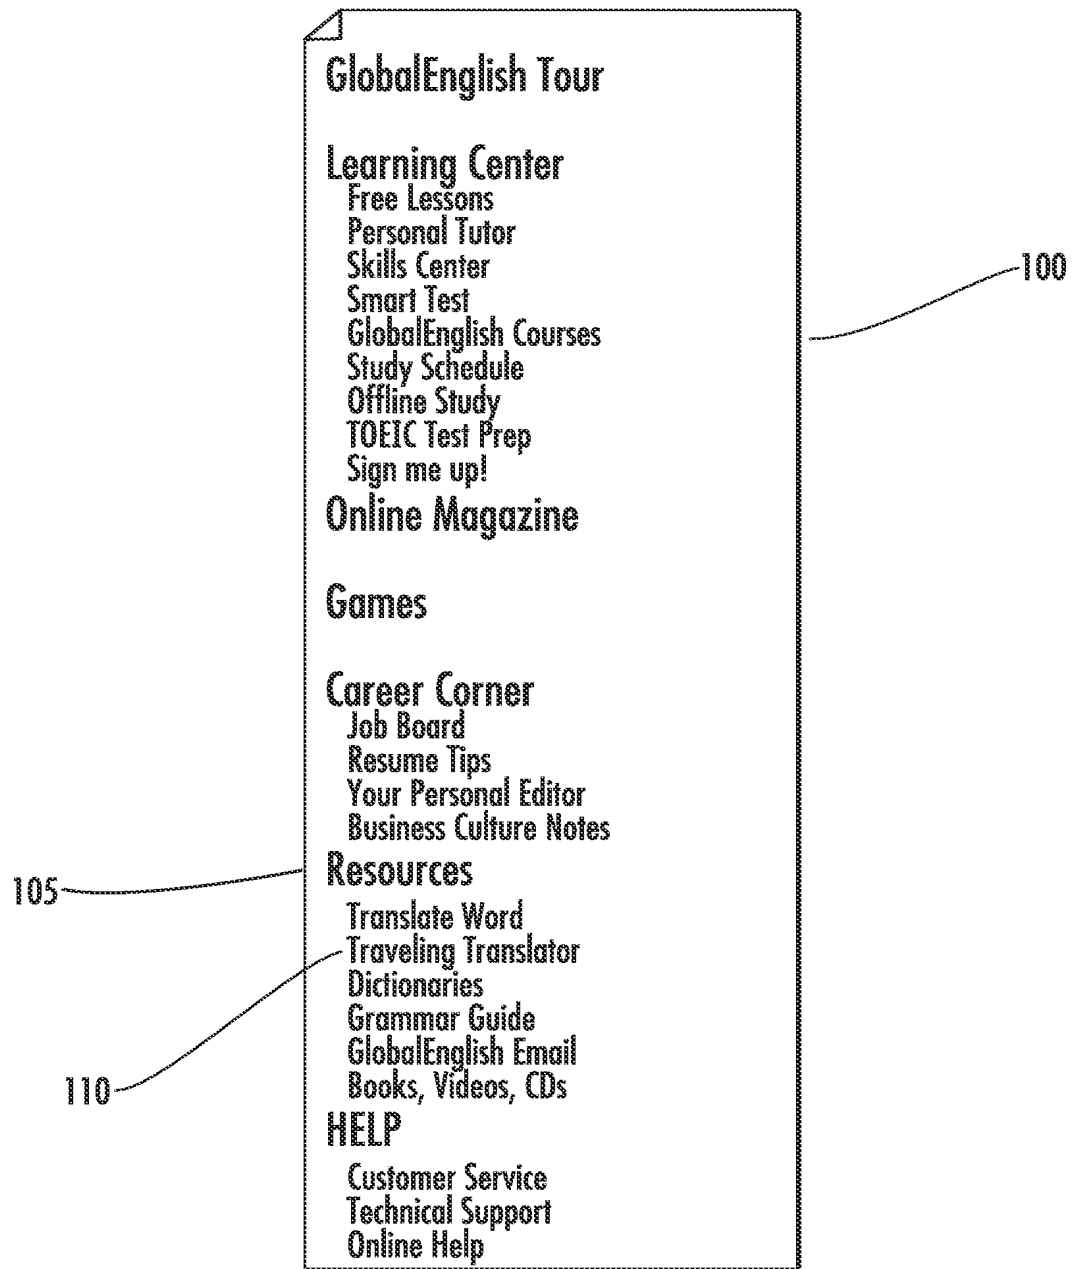 GlobalEnglish Tour
Learning Center
Free Lessons
Personal Tutor
Skills Center
Smart Test
GlobalEnglish Courses
Study Schedule
Offline Study
TOEIC Test Prep
Sign me up!
Online Magazine
Games
Career Corner
Job Board
Resume Tips
Your Personal Editor
Business Culture Notes
Resources
Translate Word
Traveling Translator
Dictionaries
Grammar Guide
GlobalEnglish Email
Books, Videos, CDs
HELP
Customer Service
Technical Support
Online Help
100
105
110